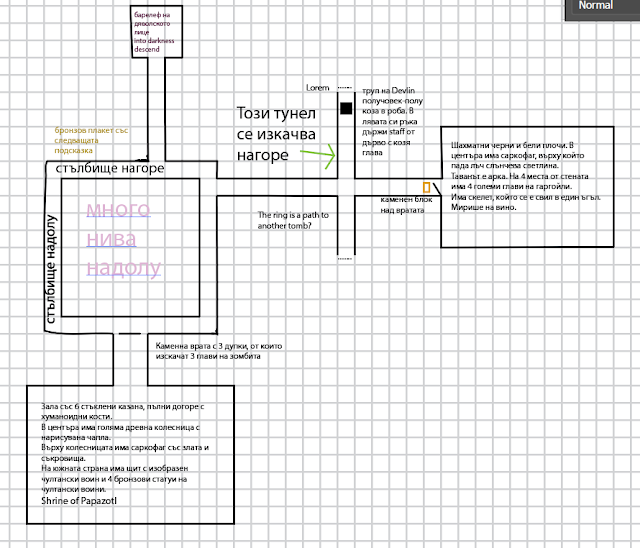 Normal
барелеф на
дяволското
лице
into darkness
descend
Lorem
труп на Devlin
получовек-полу
коза в роба. В
лявата си ръка
държи staff от
дърво с козя
глава
Този тунел
се изкачва
нагоре
бронзов плакет със
следващата
подсказка
стълбище нагоре
Шахматни черни и бели плочи. В
центъра има саркофаг, върху който
пада лъч слънчева светлина.
Таванът е арка. На 4 места от стената
има 4 големи глави на гаргойли.
Има скелет, който се е свил в един ъгъл.
Мирише на вино.
каменен блок
над вратата
The ring is a path to
another tomb?
много
нива
надолу
стълбище надолу
Каменна врата с 3 дупки, от които
изскачат 3 глави на зомбита
Зала със 6 стъклени казана, пълни догоре с
хуманоидни кости.
В центъра има голяма древна колесница с
нарисувана чапла.
Върху колесницата има саркофаг със злата и
съкровища.
На южната страна има щит с изобразен
чултански воин и 4 бронзови статуи на
чултански воини.
Shrine of Papazotl